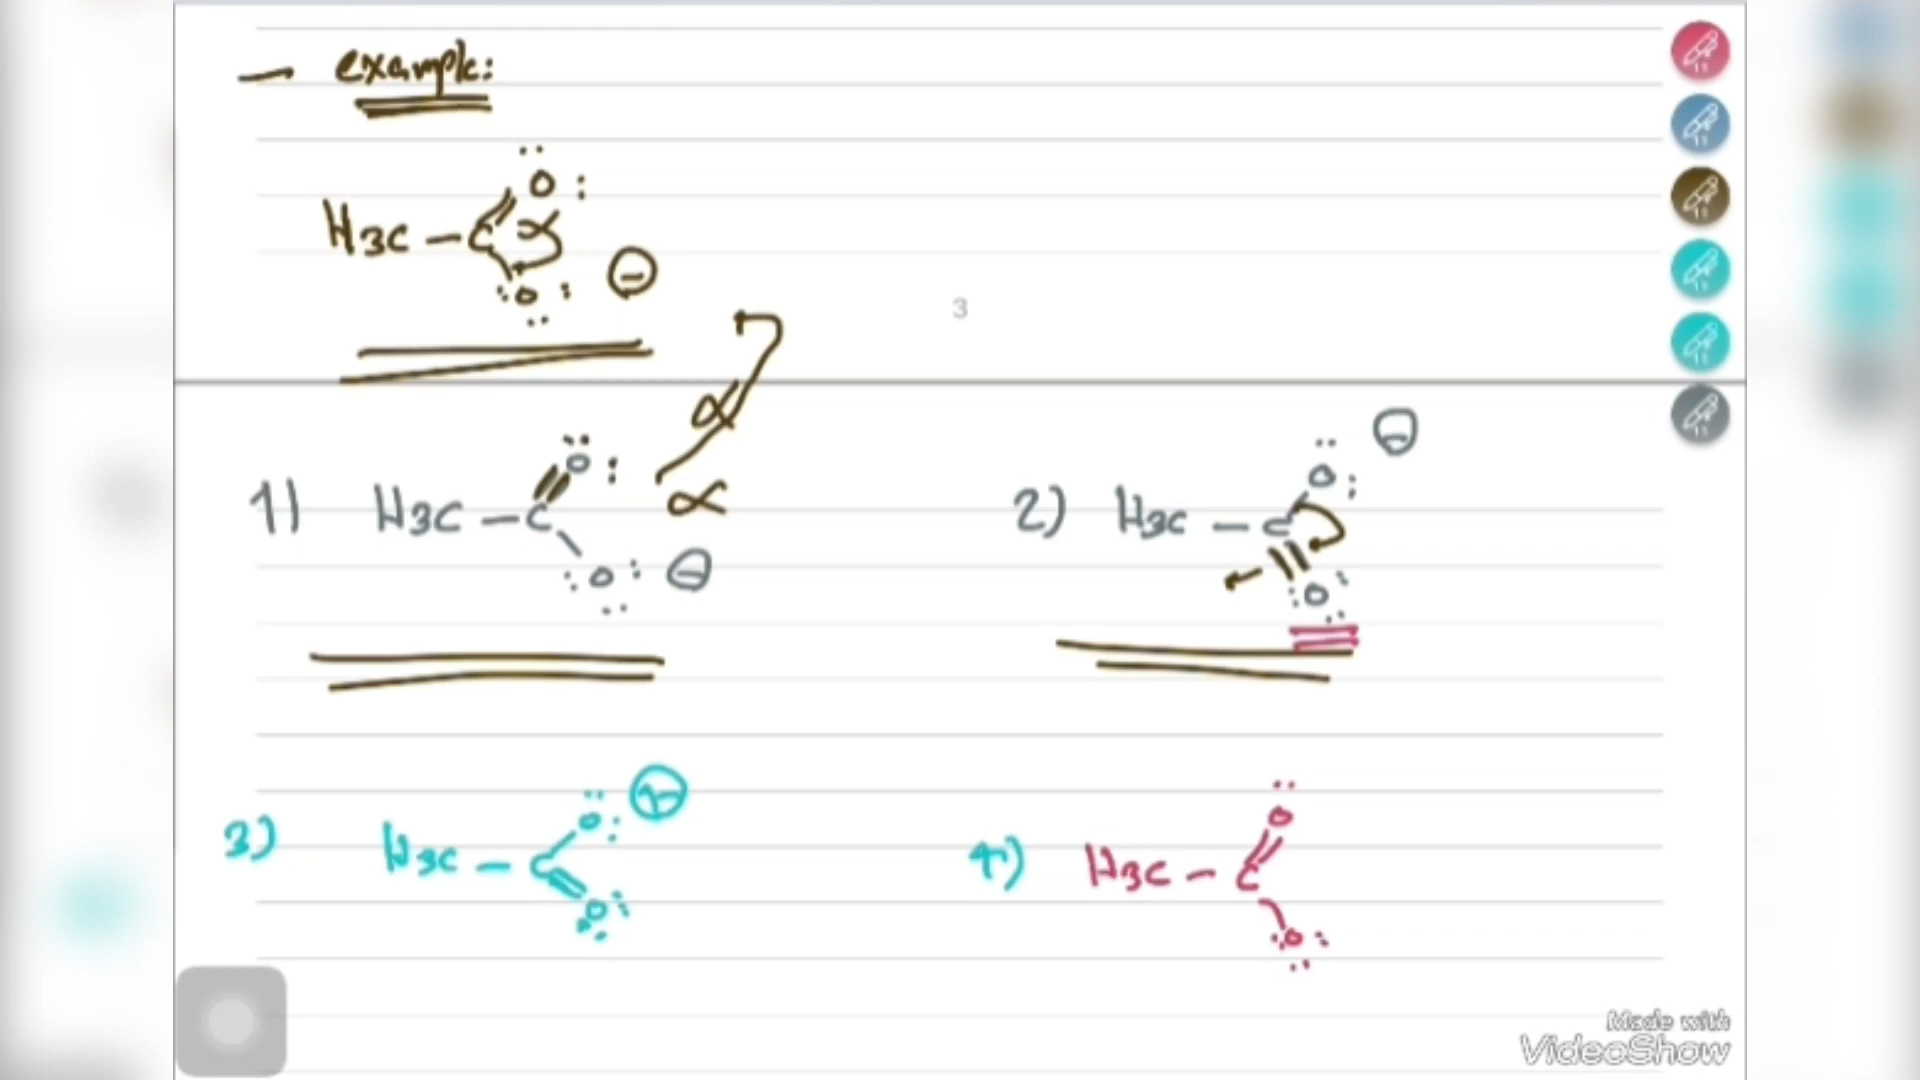 — example:
O
H3C – C
O ⊖
3
α
O
1) H3C – C α
O ⊖
O ⊖
2) H3C – C
O
O
3) H3C – C
O
O
4) H3C – C
O
Made with
VideoShow